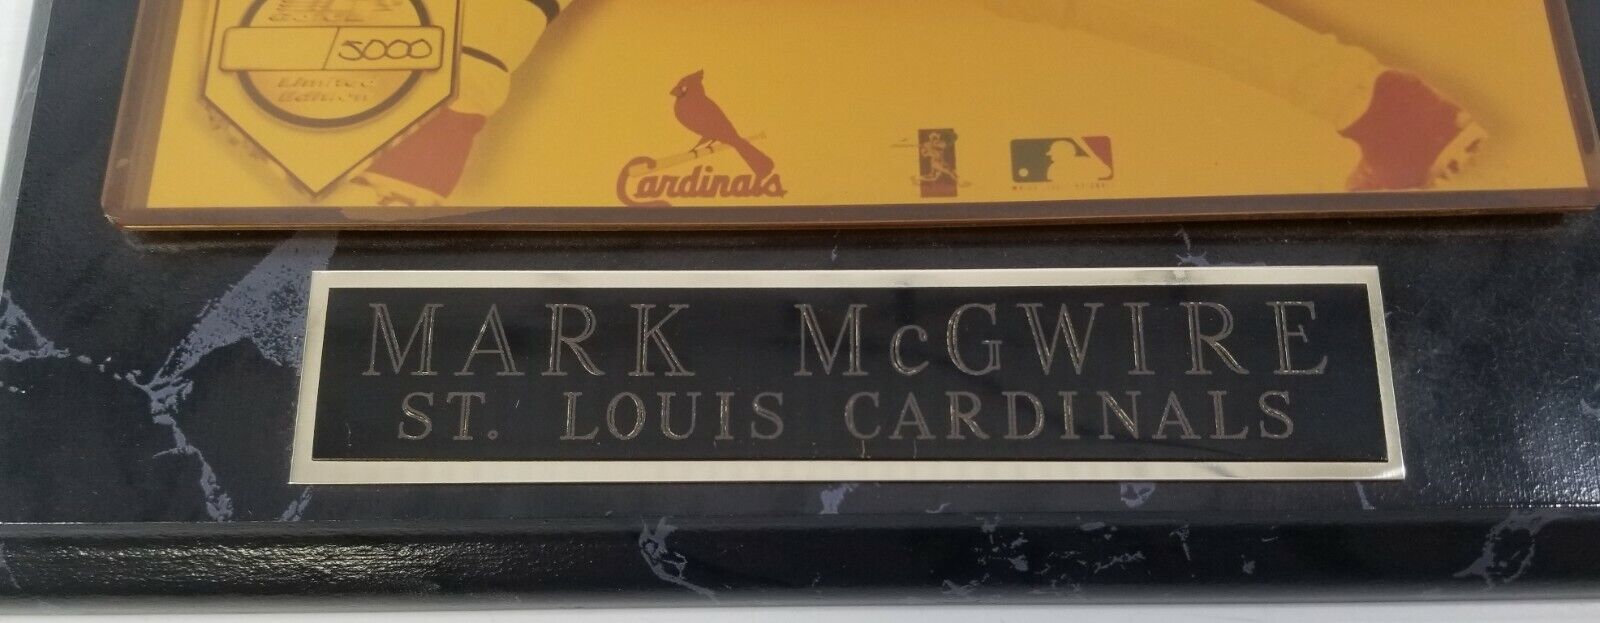 5000
Limited
Edition
Cardinals
MARK McGWIRE
ST. LOUIS CARDINALS